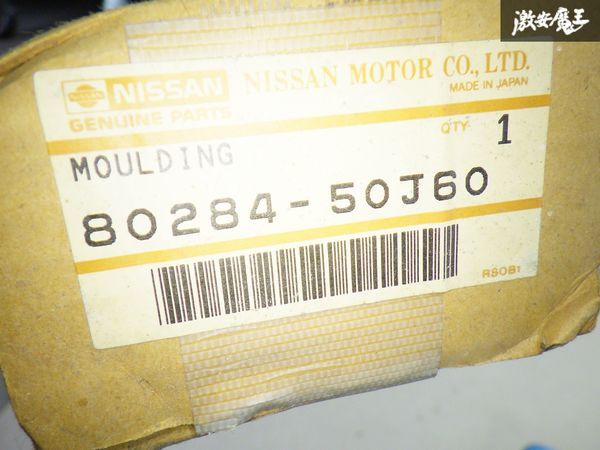 激安魔王
NISSAN NISSAN MOTOR CO., LTD.
GENUINE PARTS MADE IN JAPAN
MOULDING QTY. 1
80284-50J60
RSOB1